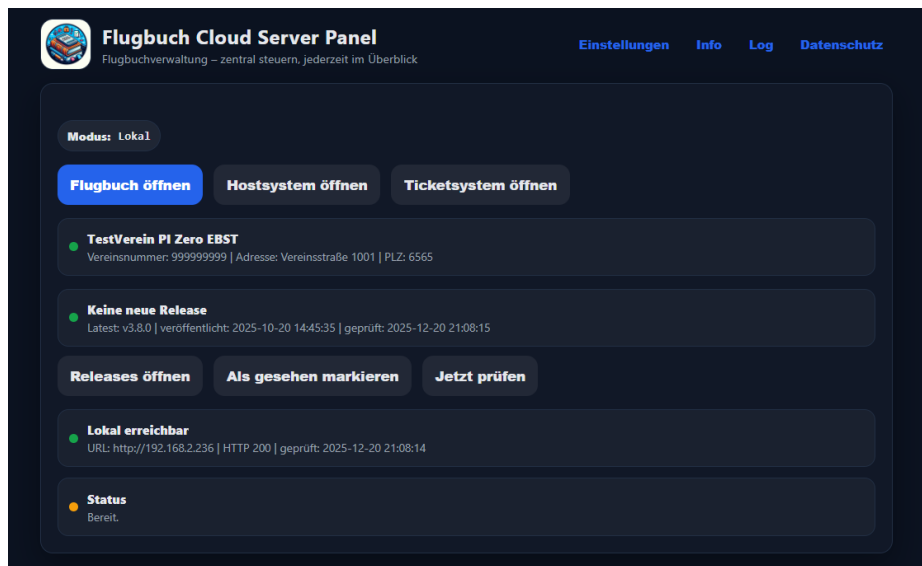 Flugbuch Cloud Server Panel
Flugbuchverwaltung – zentral steuern, jederzeit im Überblick
Einstellungen Info Log Datenschutz
Modus: Lokal
Flugbuch öffnen Hostsystem öffnen Ticketsystem öffnen
TestVerein PI Zero EBST
Vereinsnummer: 999999999 | Adresse: Vereinsstraße 1001 | PLZ: 6565
Keine neue Release
Latest: v3.8.0 | veröffentlicht: 2025-10-20 14:45:35 | geprüft: 2025-12-20 21:08:15
Releases öffnen Als gesehen markieren Jetzt prüfen
Lokal erreichbar
URL: http://192.168.2.236 | HTTP 200 | geprüft: 2025-12-20 21:08:14
Status
Bereit.